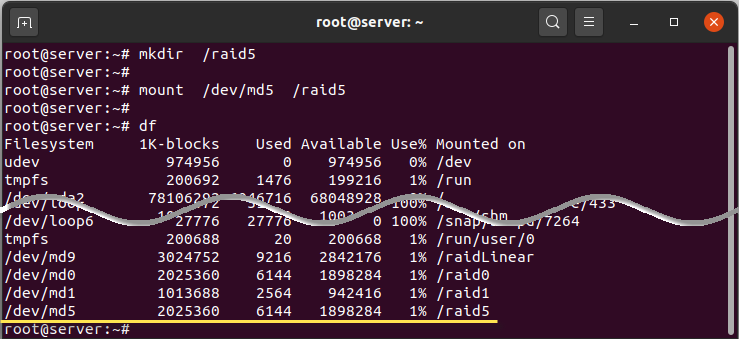 root@server: ~
root@server:~# mkdir  /raid5
root@server:~#
root@server:~# mount  /dev/md5  /raid5
root@server:~#
root@server:~# df
Filesystem     1K-blocks    Used Available Use% Mounted on
udev              974956       0    974956   0% /dev
tmpfs             200692    1476    199216   1% /run
68048928
/dev/loop6         27776   27776         0 100%
tmpfs             200688      20    200668   1% /run/user/0
/dev/md9         3024752    9216   2842176   1% /raidLinear
/dev/md0         2025360    6144   1898284   1% /raid0
/dev/md1         1013688    2564    942416   1% /raid1
/dev/md5         2025360    6144   1898284   1% /raid5
root@server:~#